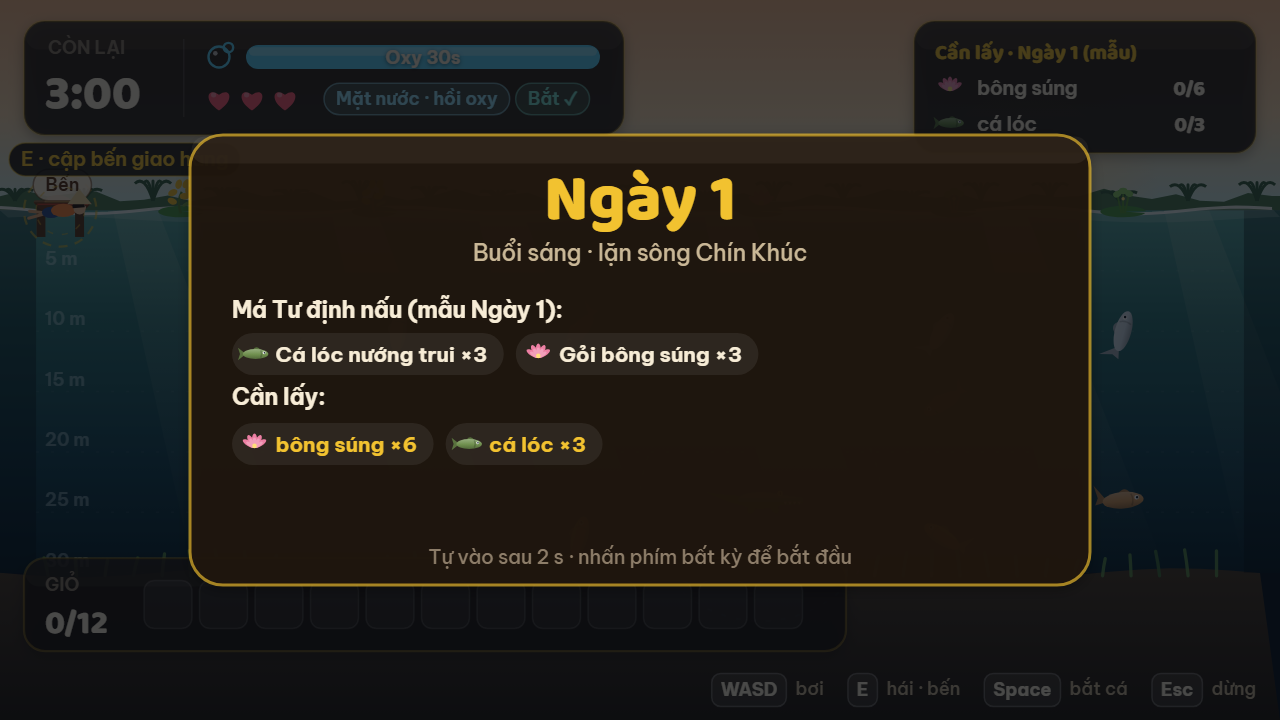 CÒN LẠI
3:00
Oxy 30s
Mặt nước · hồi oxy
Bắt ✓
Cần lấy · Ngày 1 (mẫu)
bông súng 0/6
cá lóc 0/3
E · cập bến giao h
Bến
5 m
10 m
15 m
20 m
25 m
Ngày 1
Buổi sáng · lặn sông Chín Khúc
Má Tư định nấu (mẫu Ngày 1):
Cá lóc nướng trui ×3 Gỏi bông súng ×3
Cần lấy:
bông súng ×6 cá lóc ×3
Tự vào sau 2 s · nhấn phím bất kỳ để bắt đầu
GIỎ
0/12
WASD bơi E hái · bến Space bắt cá Esc dừng